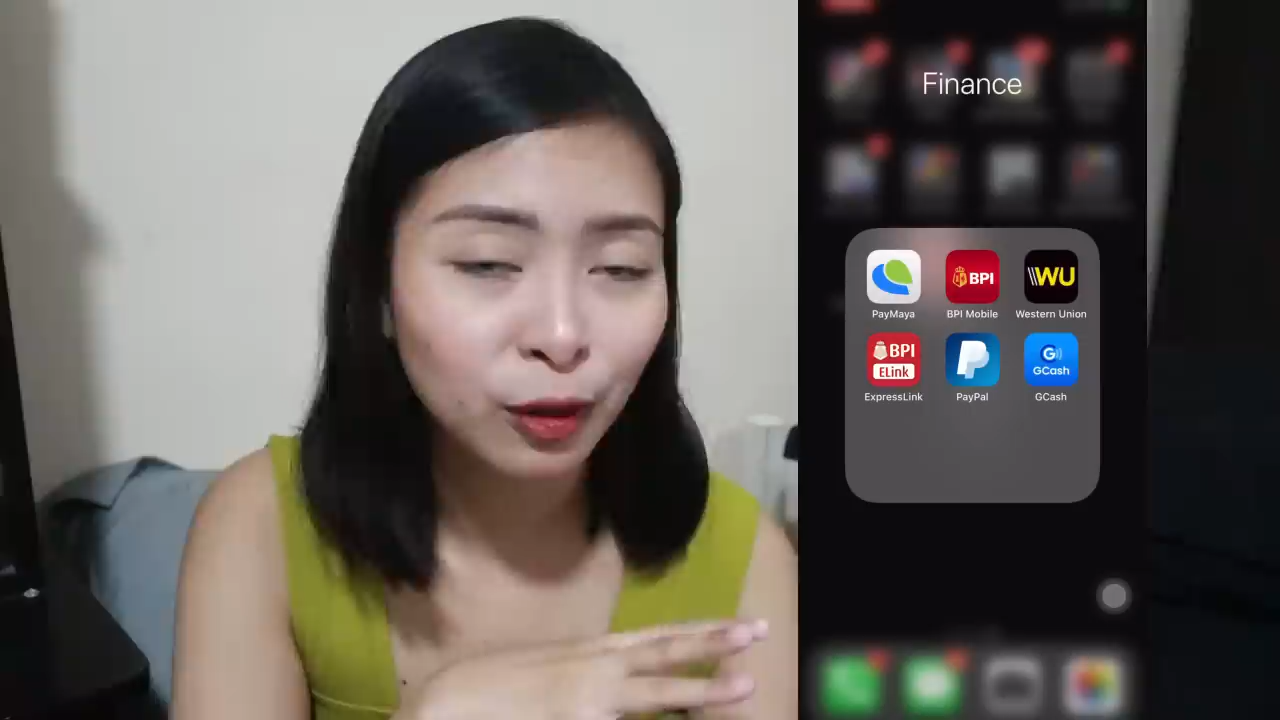 Finance
BPI
WU
PayMaya
BPI Mobile
Western Union
BPI
ELink
G
GCash
ExpressLink
PayPal
GCash